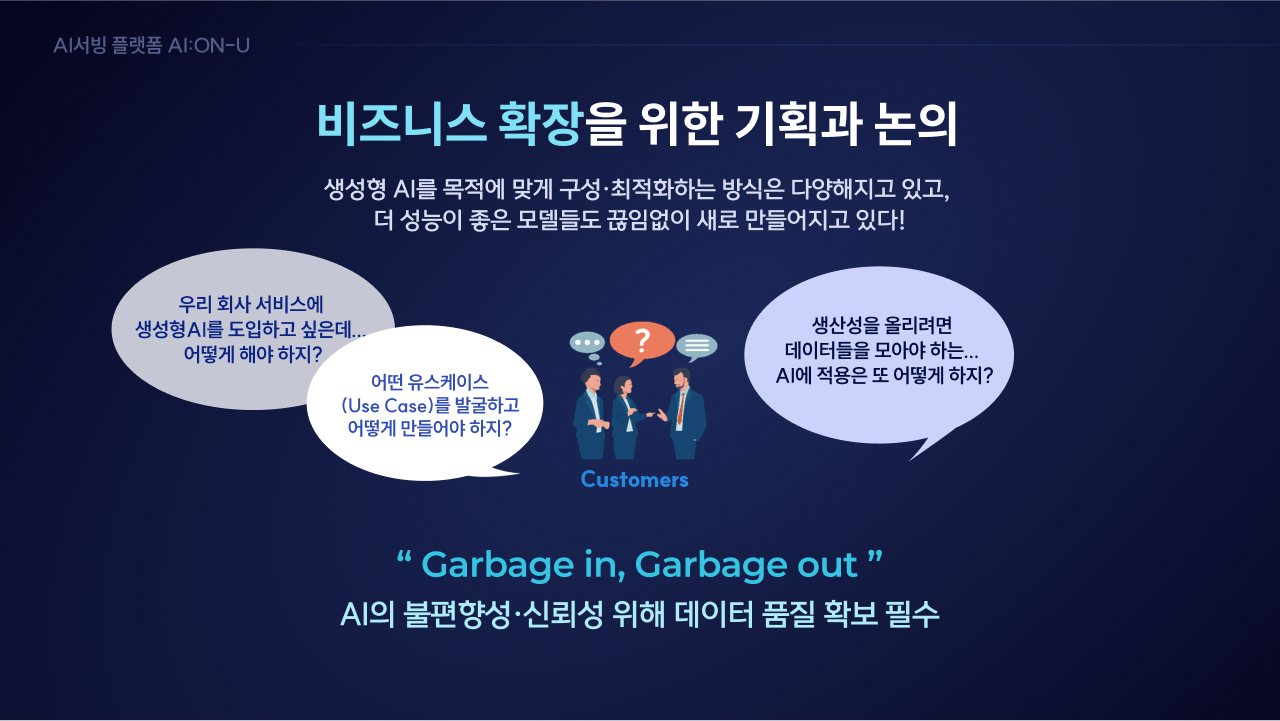 AI서빙 플랫폼 AI:ON-U
비즈니스 확장을 위한 기획과 논의
생성형 AI를 목적에 맞게 구성·최적화하는 방식은 다양해지고 있고,
더 성능이 좋은 모델들도 끊임없이 새로 만들어지고 있다!
우리 회사 서비스에
생성형AI를 도입하고 싶은데...
어떻게 해야 하지?
어떤 유스케이스
(Use Case)를 발굴하고
어떻게 만들어야 하지?
?
생산성을 올리려면
데이터들을 모아야 하는...
AI에 적용은 또 어떻게 하지?
Customers
“ Garbage in, Garbage out ”
AI의 불편향성·신뢰성 위해 데이터 품질 확보 필수